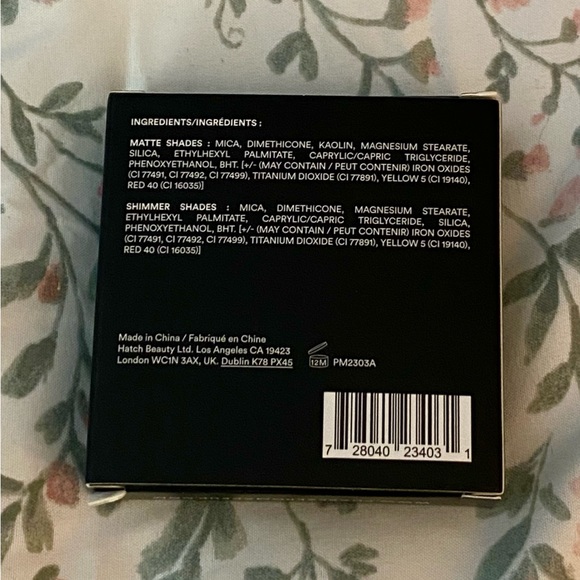 INGREDIENTS/INGRÉDIENTS :
MATTE SHADES : MICA, DIMETHICONE, KAOLIN, MAGNESIUM STEARATE,
SILICA, ETHYLHEXYL PALMITATE, CAPRYLIC/CAPRIC TRIGLYCERIDE,
PHENOXYETHANOL, BHT. [+/- (MAY CONTAIN / PEUT CONTENIR) IRON OXIDES
(CI 77491, CI 77492, CI 77499), TITANIUM DIOXIDE (CI 77891), YELLOW 5 (CI 19140),
RED 40 (CI 16035)]
SHIMMER SHADES : MICA, DIMETHICONE, MAGNESIUM STEARATE,
ETHYLHEXYL PALMITATE, CAPRYLIC/CAPRIC TRIGLYCERIDE, SILICA,
PHENOXYETHANOL, BHT. [+/- (MAY CONTAIN / PEUT CONTENIR) IRON OXIDES
(CI 77491, CI 77492, CI 77499), TITANIUM DIOXIDE (CI 77891), YELLOW 5 (CI 19140),
RED 40 (CI 16035)]
Made in China / Fabriqué en Chine
Hatch Beauty Ltd. Los Angeles CA 19423
London WC1N 3AX, UK. Dublin K78 PX45
12M PM2303A
7 28040 23403 1